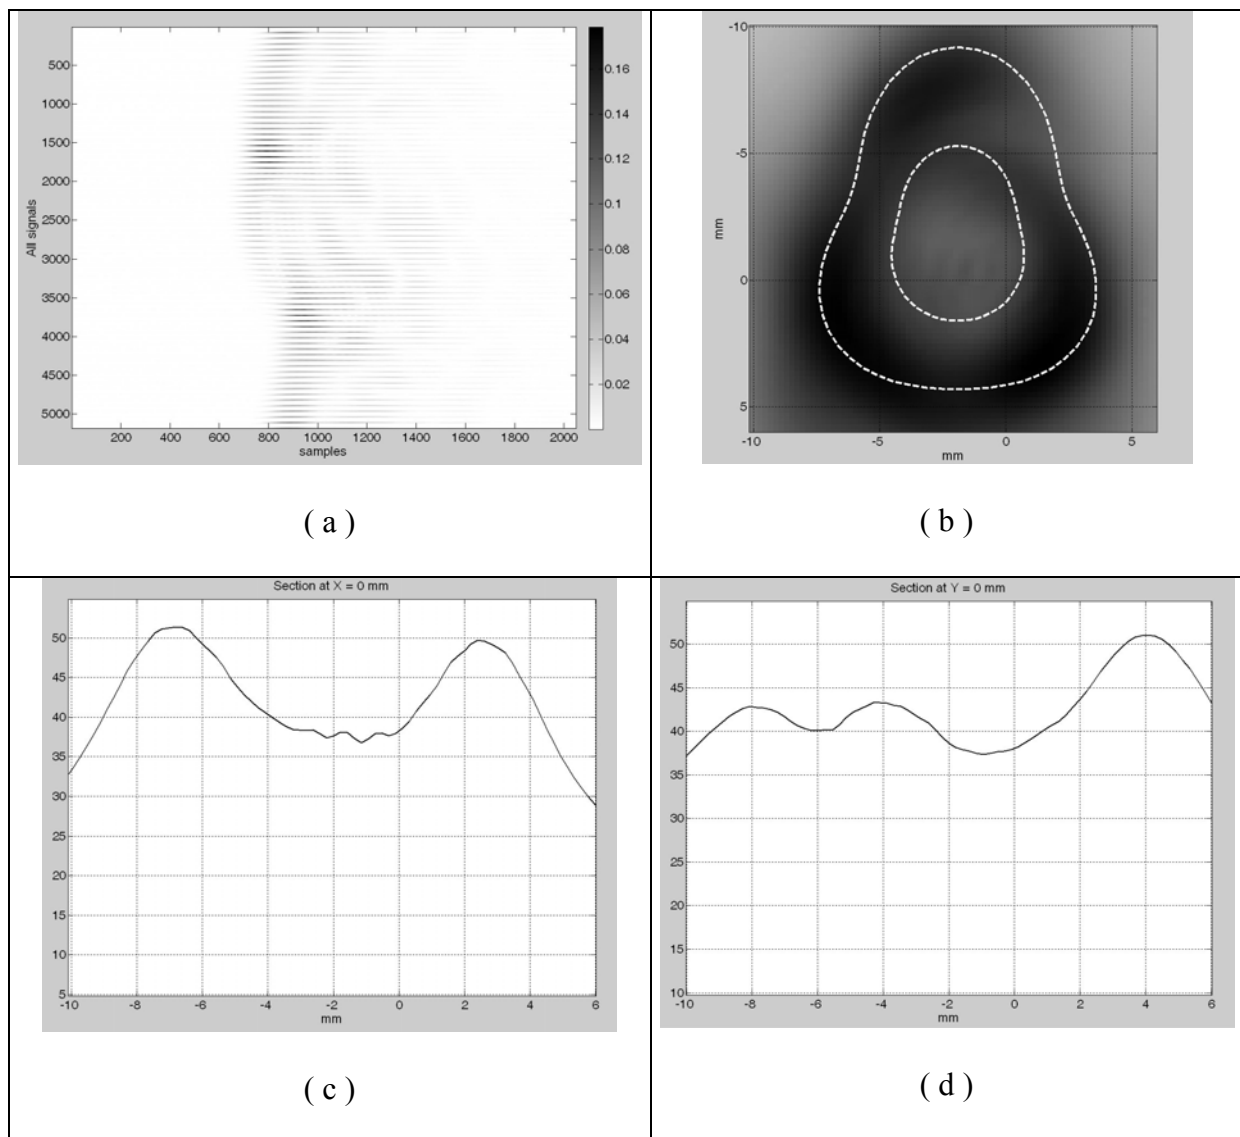 500
1000
1500
2000
2500
3000
3500
4000
4500
5000
All signals
200 400 600 800 1000 1200 1400 1600 1800 2000
samples
0.16
0.14
0.12
0.1
0.08
0.06
0.04
0.02
( a )
-10
-5
0
5
mm
-10 -5 0 5
mm
( b )
Section at X = 0 mm
50
45
40
35
30
25
20
15
10
5
-10 -8 -6 -4 -2 0 2 4 6
mm
( c )
Section at Y = 0 mm
50
45
40
35
30
25
20
15
10
-10 -8 -6 -4 -2 0 2 4 6
mm
( d )